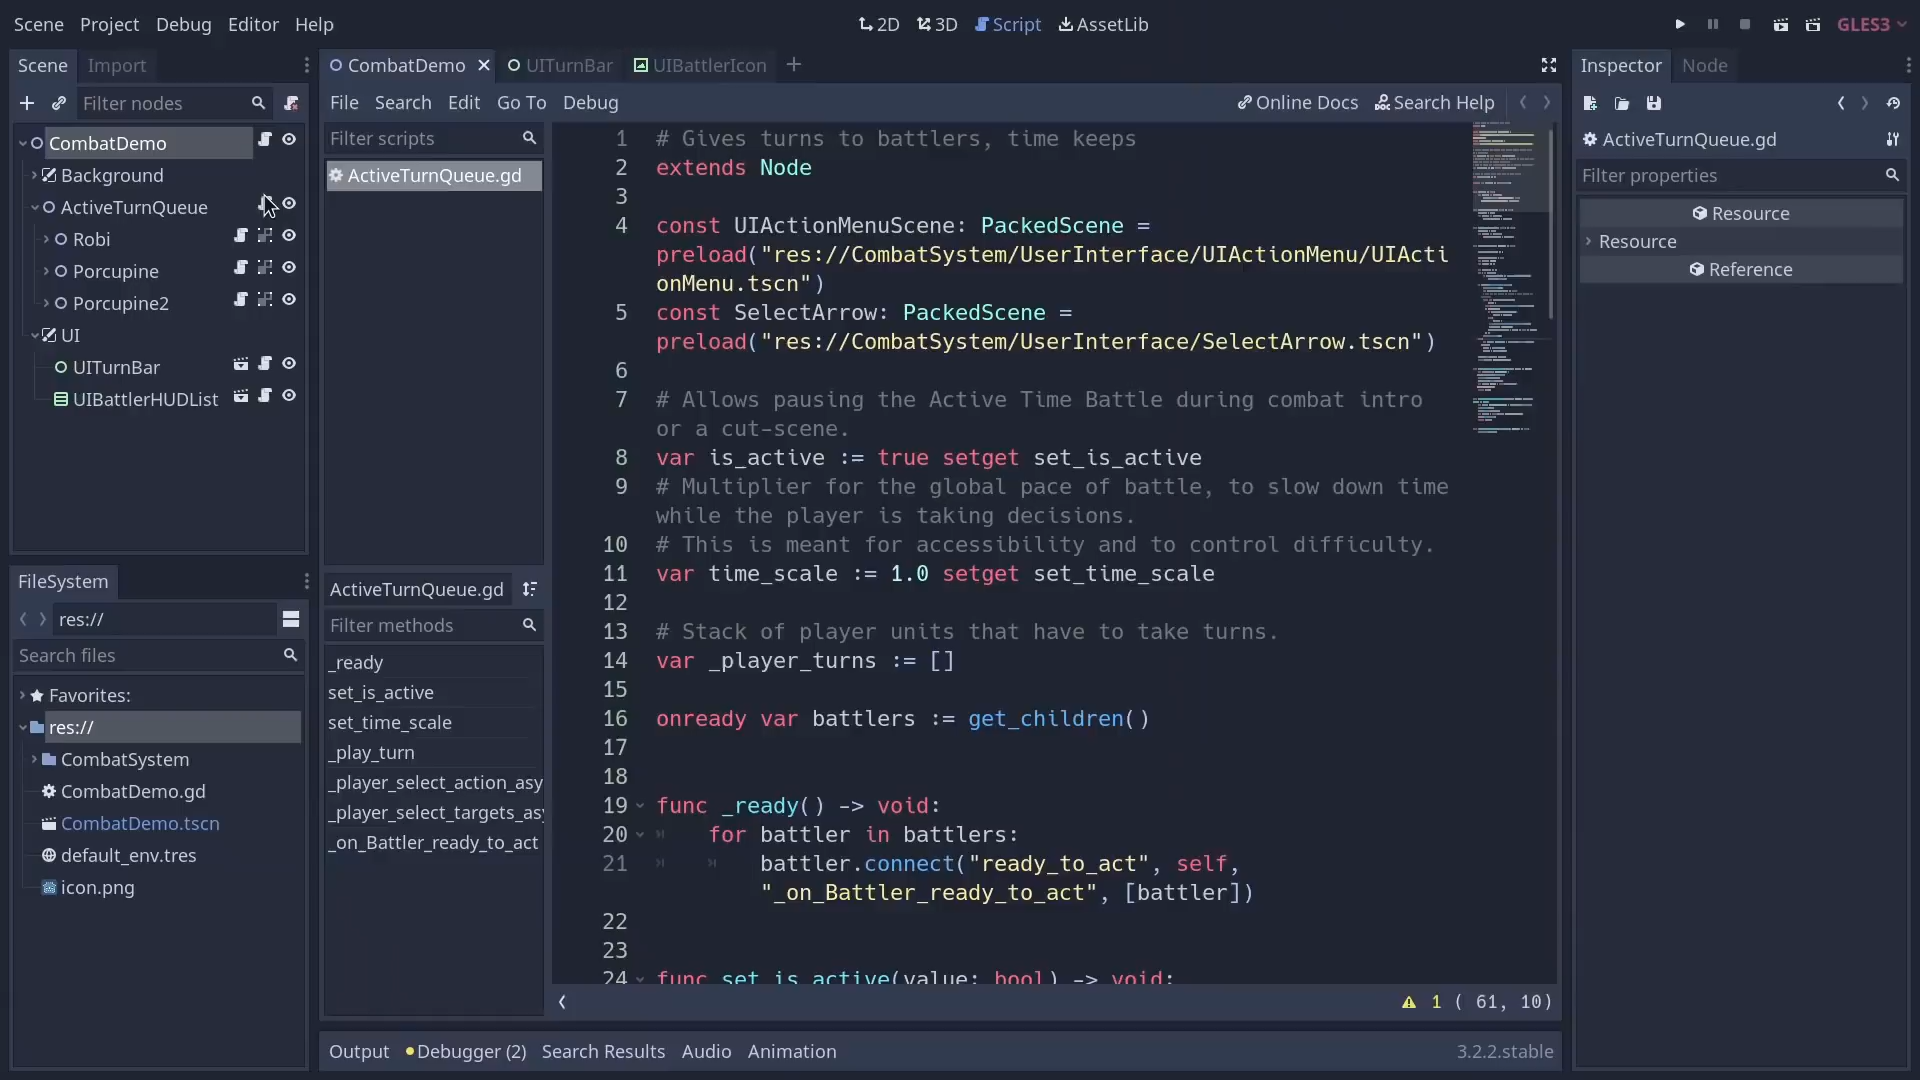 Scene Project Debug Editor Help
2D 3D Script AssetLib
GLES3
Scene Import
Filter nodes
CombatDemo
Background
ActiveTurnQueue
Robi
Porcupine
Porcupine2
UI
UITurnBar
UIBattlerHUDList
FileSystem
res://
Search files
Favorites:
res://
CombatSystem
CombatDemo.gd
CombatDemo.tscn
default_env.tres
icon.png
CombatDemo UITurnBar UIBattlerIcon
File Search Edit Go To Debug
Online Docs Search Help
Filter scripts
ActiveTurnQueue.gd
ActiveTurnQueue.gd
Filter methods
_ready
set_is_active
set_time_scale
_play_turn
_player_select_action_asy
_player_select_targets_asy
_on_Battler_ready_to_act
1 # Gives turns to battlers, time keeps
2 extends Node
3
4 const UIActionMenuScene: PackedScene =
preload("res://CombatSystem/UserInterface/UIActionMenu/UIActi
onMenu.tscn")
5 const SelectArrow: PackedScene =
preload("res://CombatSystem/UserInterface/SelectArrow.tscn")
6
7 # Allows pausing the Active Time Battle during combat intro
or a cut-scene.
8 var is_active := true setget set_is_active
9 # Multiplier for the global pace of battle, to slow down time
while the player is taking decisions.
10 # This is meant for accessibility and to control difficulty.
11 var time_scale := 1.0 setget set_time_scale
12
13 # Stack of player units that have to take turns.
14 var _player_turns := []
15
16 onready var battlers := get_children()
17
18
19 func _ready() -> void:
20 for battler in battlers:
21 battler.connect("ready_to_act", self,
"_on_Battler_ready_to_act", [battler])
22
23
24 func set_is_active(value: bool) -> void:
1 ( 61, 10)
Output Debugger (2) Search Results Audio Animation
3.2.2.stable
Inspector Node
ActiveTurnQueue.gd
Filter properties
Resource
Resource
Reference